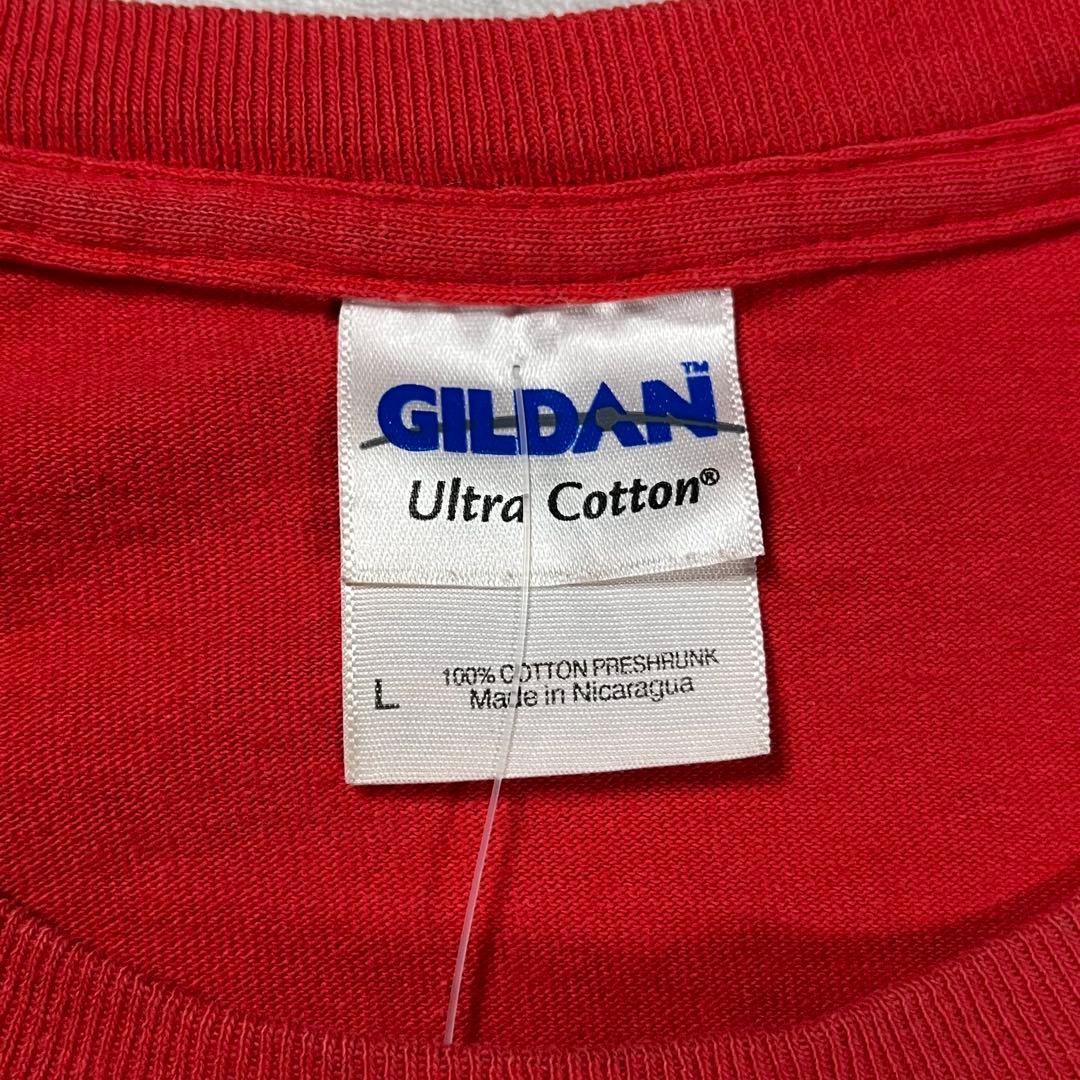 GILDAN™
Ultra Cotton®
L
100% COTTON PRESHRUNK
Made in Nicaragua